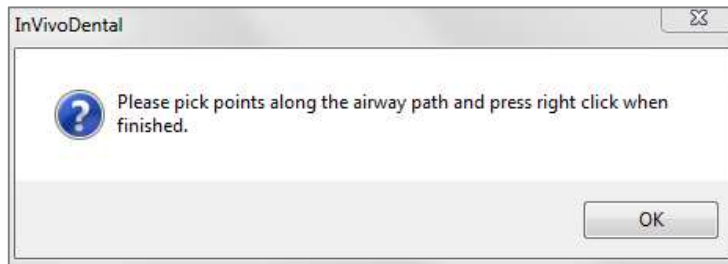 InVivoDental
Please pick points along the airway path and press right click when
finished.
OK